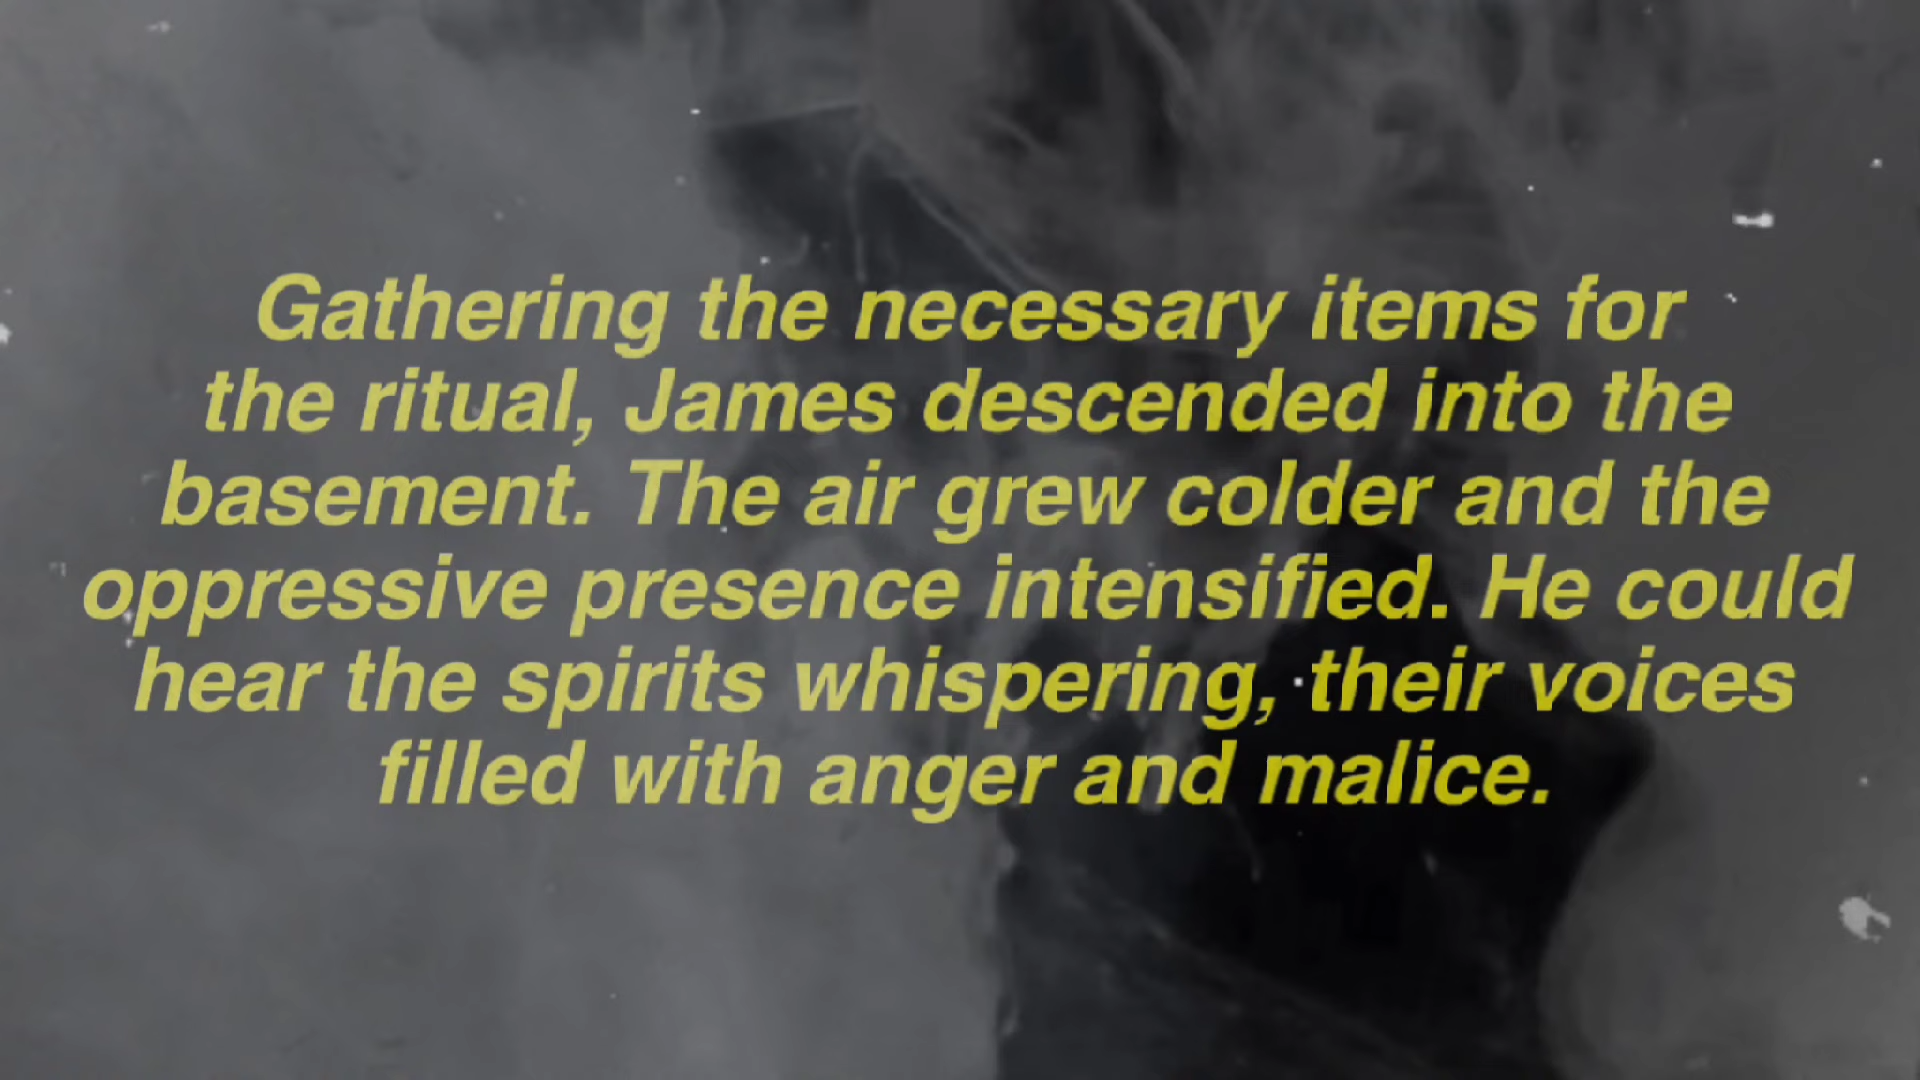 Gathering the necessary items for
the ritual, James descended into the
basement. The air grew colder and the
oppressive presence intensified. He could
hear the spirits whispering, their voices
filled with anger and malice.